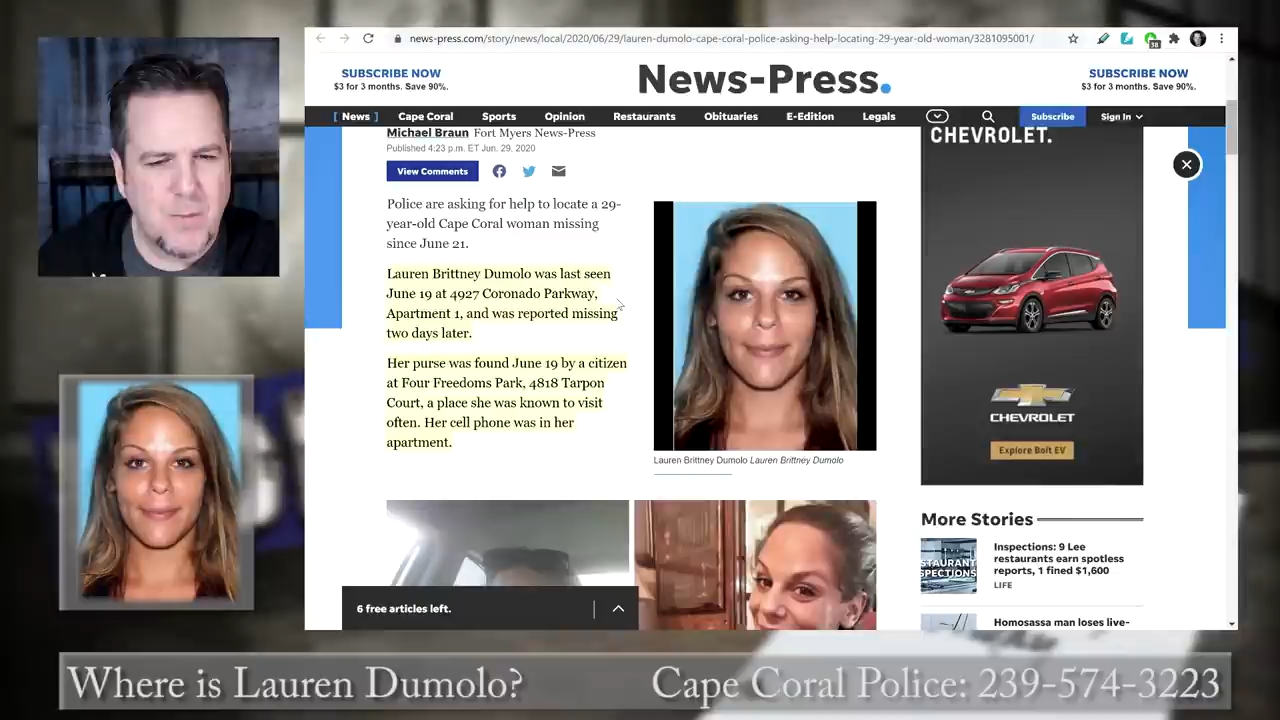 news-press.com/story/news/local/2020/06/29/lauren-dumolo-cape-coral-police-asking-help-locating-29-year-old-woman/3281095001/
38
SUBSCRIBE NOW
$3 for 3 months. Save 90%.
News-Press.
SUBSCRIBE NOW
$3 for 3 months. Save 90%.
[ News ] Cape Coral Sports Opinion Restaurants Obituaries E-Edition Legals Subscribe Sign In
Michael Braun Fort Myers News-Press
Published 4:23 p.m. ET Jun. 29, 2020
View Comments
Police are asking for help to locate a 29-
year-old Cape Coral woman missing
since June 21.
Lauren Brittney Dumolo was last seen
June 19 at 4927 Coronado Parkway,
Apartment 1, and was reported missing
two days later.
Her purse was found June 19 by a citizen
at Four Freedoms Park, 4818 Tarpon
Court, a place she was known to visit
often. Her cell phone was in her
apartment.
Lauren Brittney Dumolo Lauren Brittney Dumolo
CHEVROLET.
CHEVROLET
Explore Bolt EV
More Stories
Inspections: 9 Lee
restaurants earn spotless
reports, 1 fined $1,600
LIFE
Homosassa man loses live-
6 free articles left.
Where is Lauren Dumolo? Cape Coral Police: 239-574-3223